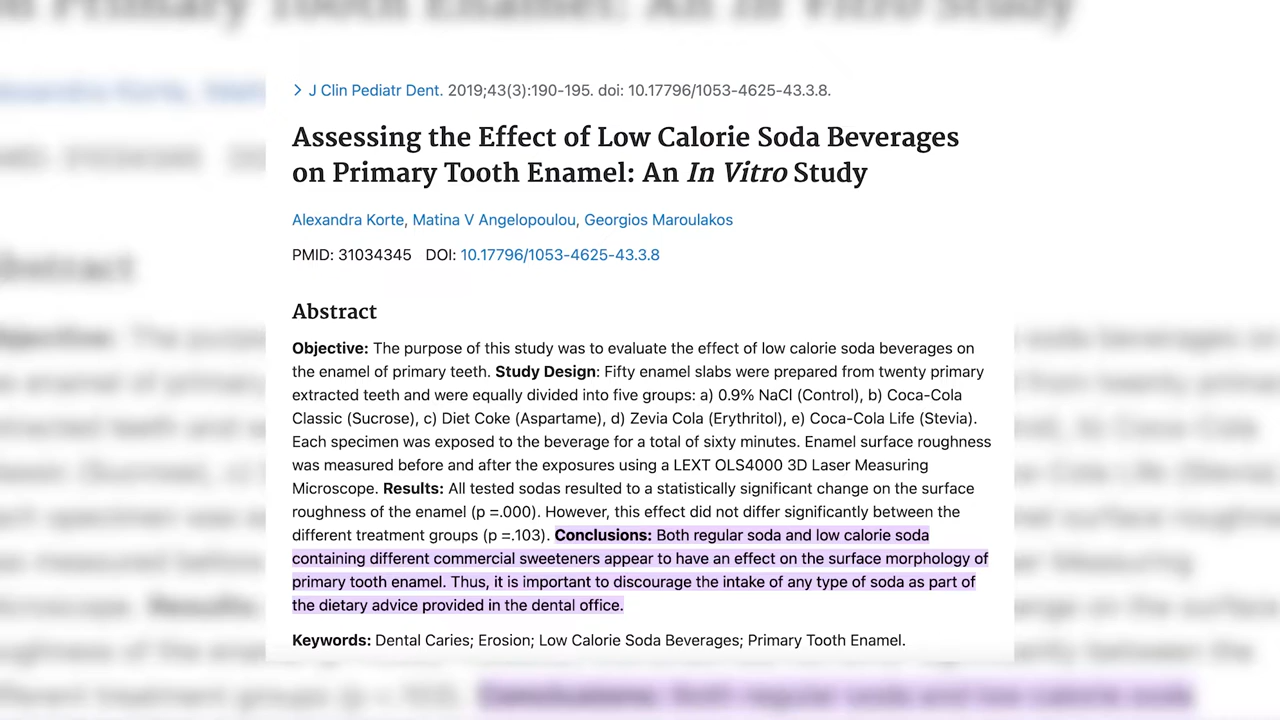 > J Clin Pediatr Dent. 2019;43(3):190-195. doi: 10.17796/1053-4625-43.3.8.
Assessing the Effect of Low Calorie Soda Beverages
on Primary Tooth Enamel: An In Vitro Study
Alexandra Korte, Matina V Angelopoulou, Georgios Maroulakos
PMID: 31034345 DOI: 10.17796/1053-4625-43.3.8
Abstract
Objective: The purpose of this study was to evaluate the effect of low calorie soda beverages on
the enamel of primary teeth. Study Design: Fifty enamel slabs were prepared from twenty primary
extracted teeth and were equally divided into five groups: a) 0.9% NaCl (Control), b) Coca-Cola
Classic (Sucrose), c) Diet Coke (Aspartame), d) Zevia Cola (Erythritol), e) Coca-Cola Life (Stevia).
Each specimen was exposed to the beverage for a total of sixty minutes. Enamel surface roughness
was measured before and after the exposures using a LEXT OLS4000 3D Laser Measuring
Microscope. Results: All tested sodas resulted to a statistically significant change on the surface
roughness of the enamel (p =.000). However, this effect did not differ significantly between the
different treatment groups (p =.103). Conclusions: Both regular soda and low calorie soda
containing different commercial sweeteners appear to have an effect on the surface morphology of
primary tooth enamel. Thus, it is important to discourage the intake of any type of soda as part of
the dietary advice provided in the dental office.
Keywords: Dental Caries; Erosion; Low Calorie Soda Beverages; Primary Tooth Enamel.